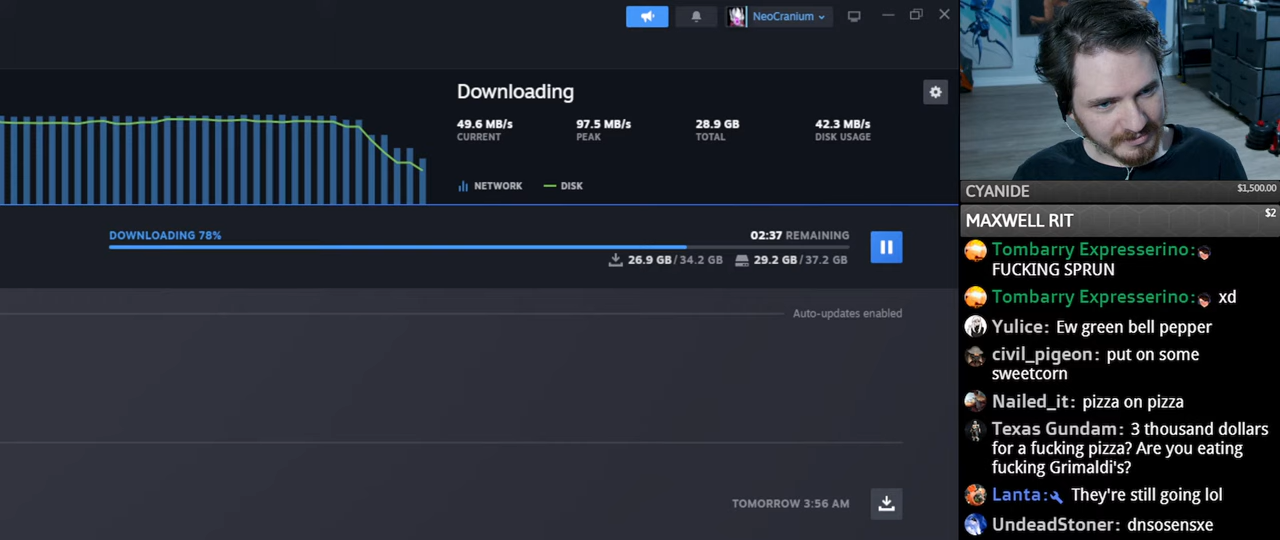 NeoCranium
Downloading
49.6 MB/s 97.5 MB/s 28.9 GB 42.3 MB/s
CURRENT PEAK TOTAL DISK USAGE
NETWORK DISK
DOWNLOADING 78% 02:37 REMAINING
26.9 GB/34.2 GB 29.2 GB/37.2 GB
Auto-updates enabled
TOMORROW 3:56 AM
CYANIDE $1,500.00
MAXWELL RIT $2
Tombarry Expresserino:
FUCKING SPRUN
Tombarry Expresserino: xd
Yulice: Ew green bell pepper
civil_pigeon: put on some
sweetcorn
Nailed_it: pizza on pizza
Texas Gundam: 3 thousand dollars
for a fucking pizza? Are you eating
fucking Grimaldi's?
Lanta: They're still going lol
UndeadStoner: dnsosensxe